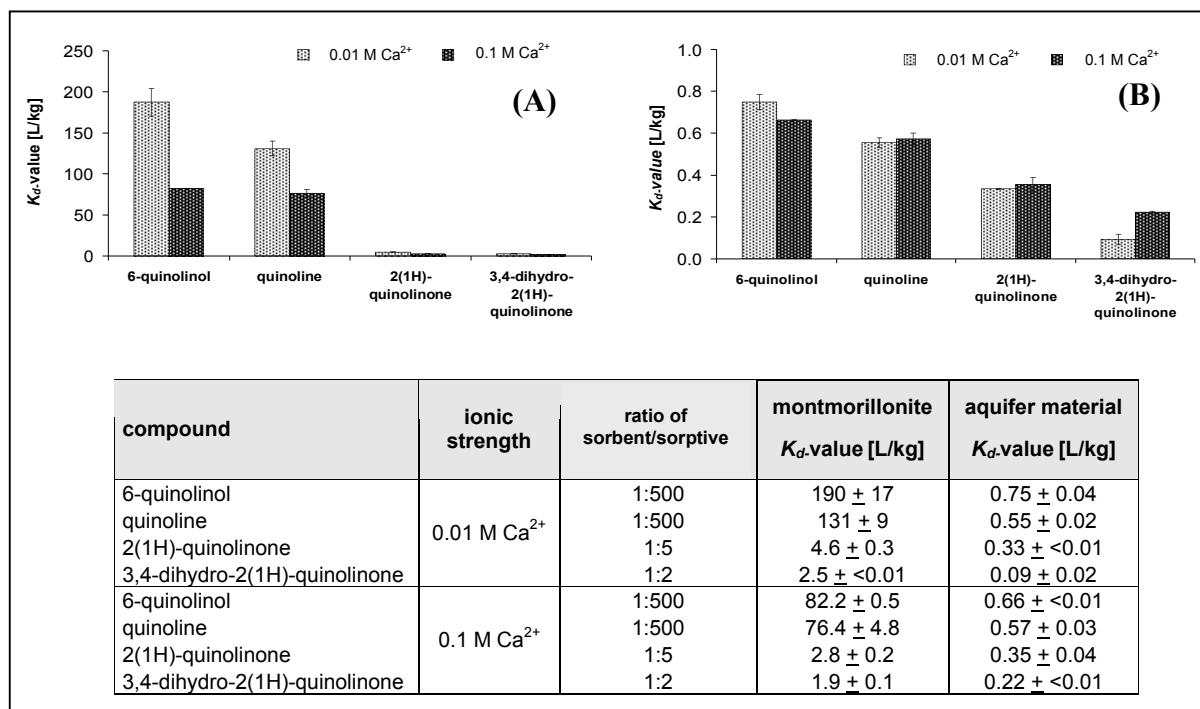 250
200
150
100
50
0
Kd-value [L/kg]
0.01 M Ca2+ 0.1 M Ca2+
(A)
6-quinolinol quinoline 2(1H)- 3,4-dihydro-
quinolinone 2(1H)-
quinolinone
1.0
0.8
0.6
0.4
0.2
0.0
Kd-value [L/kg]
0.01 M Ca2+ 0.1 M Ca2+
(B)
6-quinolinol quinoline 2(1H)- 3,4-dihydro-
quinolinone 2(1H)-
quinolinone
compound ionic strength ratio of sorbent/sorptive montmorillonite Kd-value [L/kg] aquifer material Kd-value [L/kg]
6-quinolinol 1:500 190 ± 17 0.75 ± 0.04
quinoline 1:500 131 ± 9 0.55 ± 0.02
0.01 M Ca2+
2(1H)-quinolinone 1:5 4.6 ± 0.3 0.33 ± <0.01
3,4-dihydro-2(1H)-quinolinone 1:2 2.5 ± <0.01 0.09 ± 0.02
6-quinolinol 1:500 82.2 ± 0.5 0.66 ± <0.01
quinoline 1:500 76.4 ± 4.8 0.57 ± 0.03
0.1 M Ca2+
2(1H)-quinolinone 1:5 2.8 ± 0.2 0.35 ± 0.04
3,4-dihydro-2(1H)-quinolinone 1:2 1.9 ± 0.1 0.22 ± <0.01